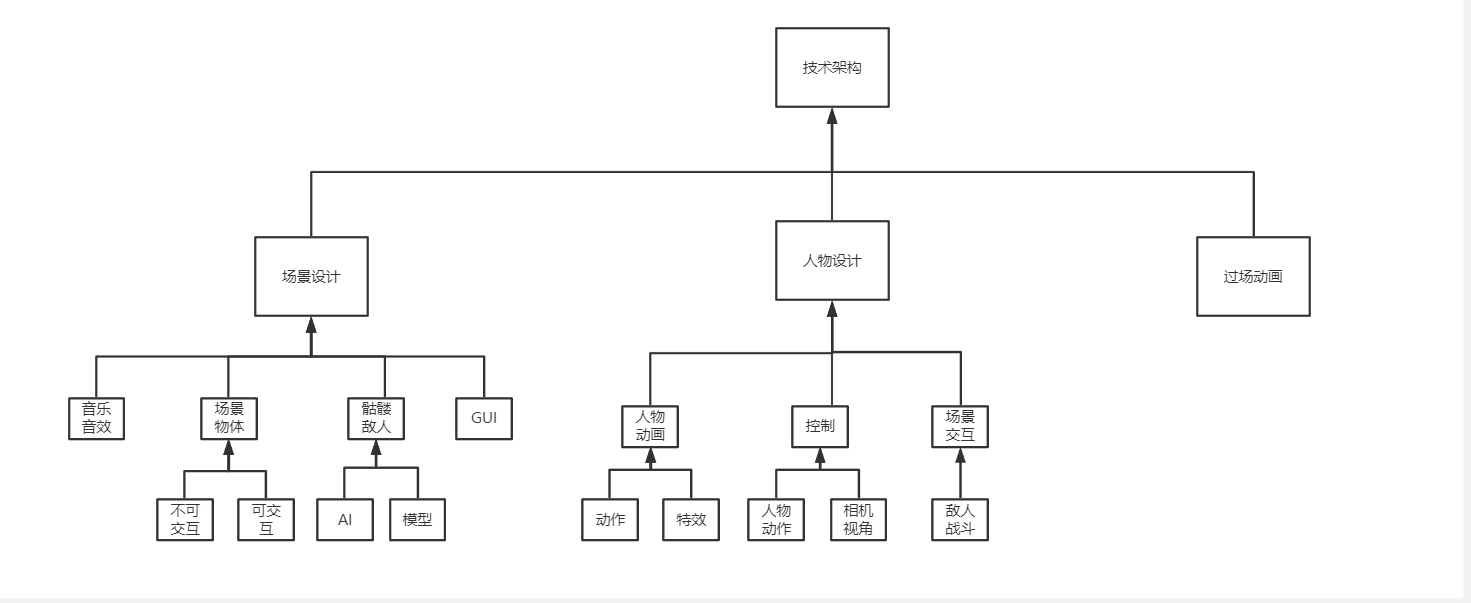 技术架构
场景设计
人物设计
过场动画
音乐
音效
场景
物体
骷髅
敌人
GUI
人物
动画
控制
场景
交互
不可
交互
可交
互
AI
模型
动作
特效
人物
动作
相机
视角
敌人
战斗